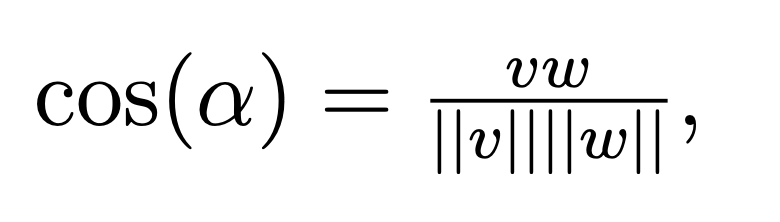 cos(α) = vw / ||v||||w||,